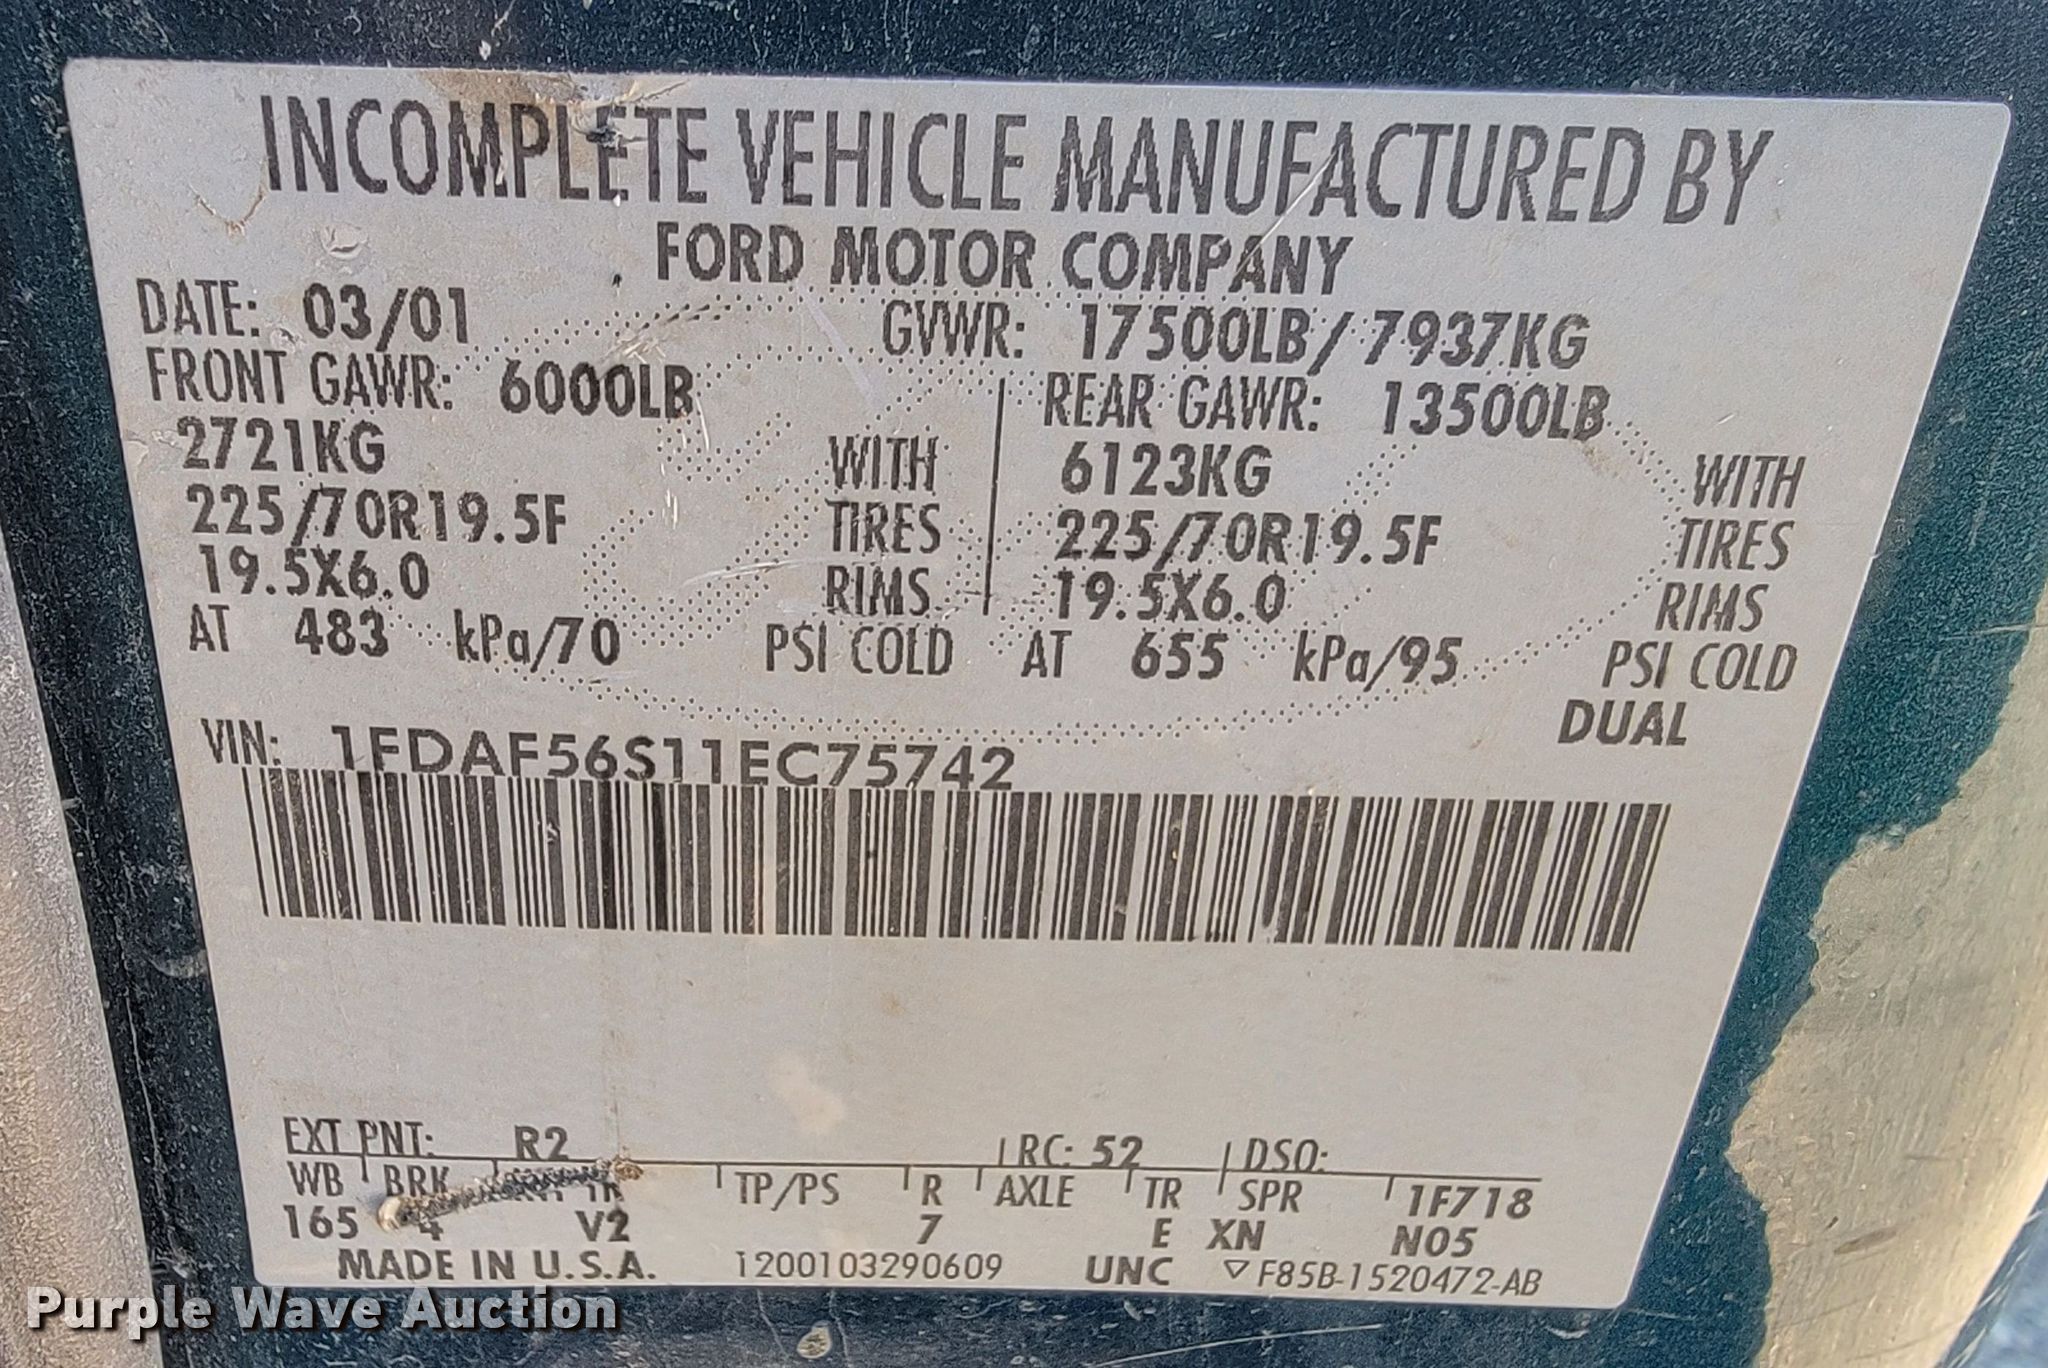 INCOMPLETE VEHICLE MANUFACTURED BY
FORD MOTOR COMPANY
DATE: 03/01 GVWR: 17500LB/7937KG
FRONT GAWR: 6000LB REAR GAWR: 13500LB
2721KG WITH 6123KG WITH
225/70R19.5F TIRES 225/70R19.5F TIRES
19.5X6.0 RIMS 19.5X6.0 RIMS
AT 483 kPa/70 PSI COLD AT 655 kPa/95 PSI COLD
DUAL
VIN: 1FDAF56S11EC75742
EXT PNT: R2 RC: 52 DSO:
WB BRK TP/PS R AXLE TR SPR 1F718
165 4 V2 7 E XN N05
MADE IN U.S.A. 1200103290609 UNC ▽F85B-1520472-AB
Purple Wave Auction